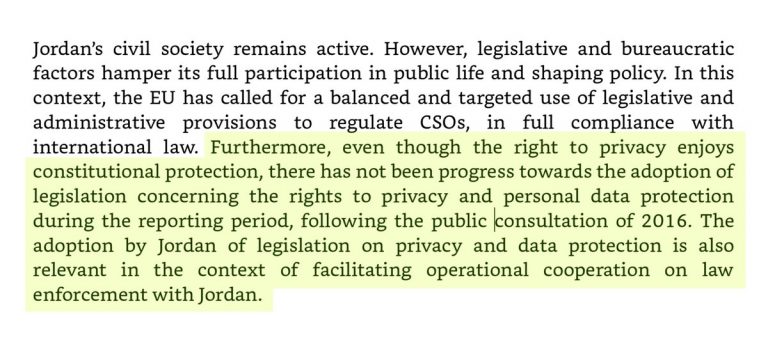 Jordan’s civil society remains active. However, legislative and bureaucratic
factors hamper its full participation in public life and shaping policy. In this
context, the EU has called for a balanced and targeted use of legislative and
administrative provisions to regulate CSOs, in full compliance with
international law. Furthermore, even though the right to privacy enjoys
constitutional protection, there has not been progress towards the adoption of
legislation concerning the rights to privacy and personal data protection
during the reporting period, following the public consultation of 2016. The
adoption by Jordan of legislation on privacy and data protection is also
relevant in the context of facilitating operational cooperation on law
enforcement with Jordan.